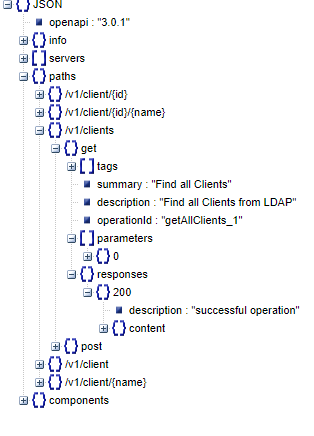 JSON
openapi : "3.0.1"
info
servers
paths
/v1/client/{id}
/v1/client/{id}/{name}
/v1/clients
get
tags
summary : "Find all Clients"
description : "Find all Clients from LDAP"
operationId : "getAllClients_1"
parameters
0
responses
200
description : "successful operation"
content
post
/v1/client
/v1/client/{name}
components